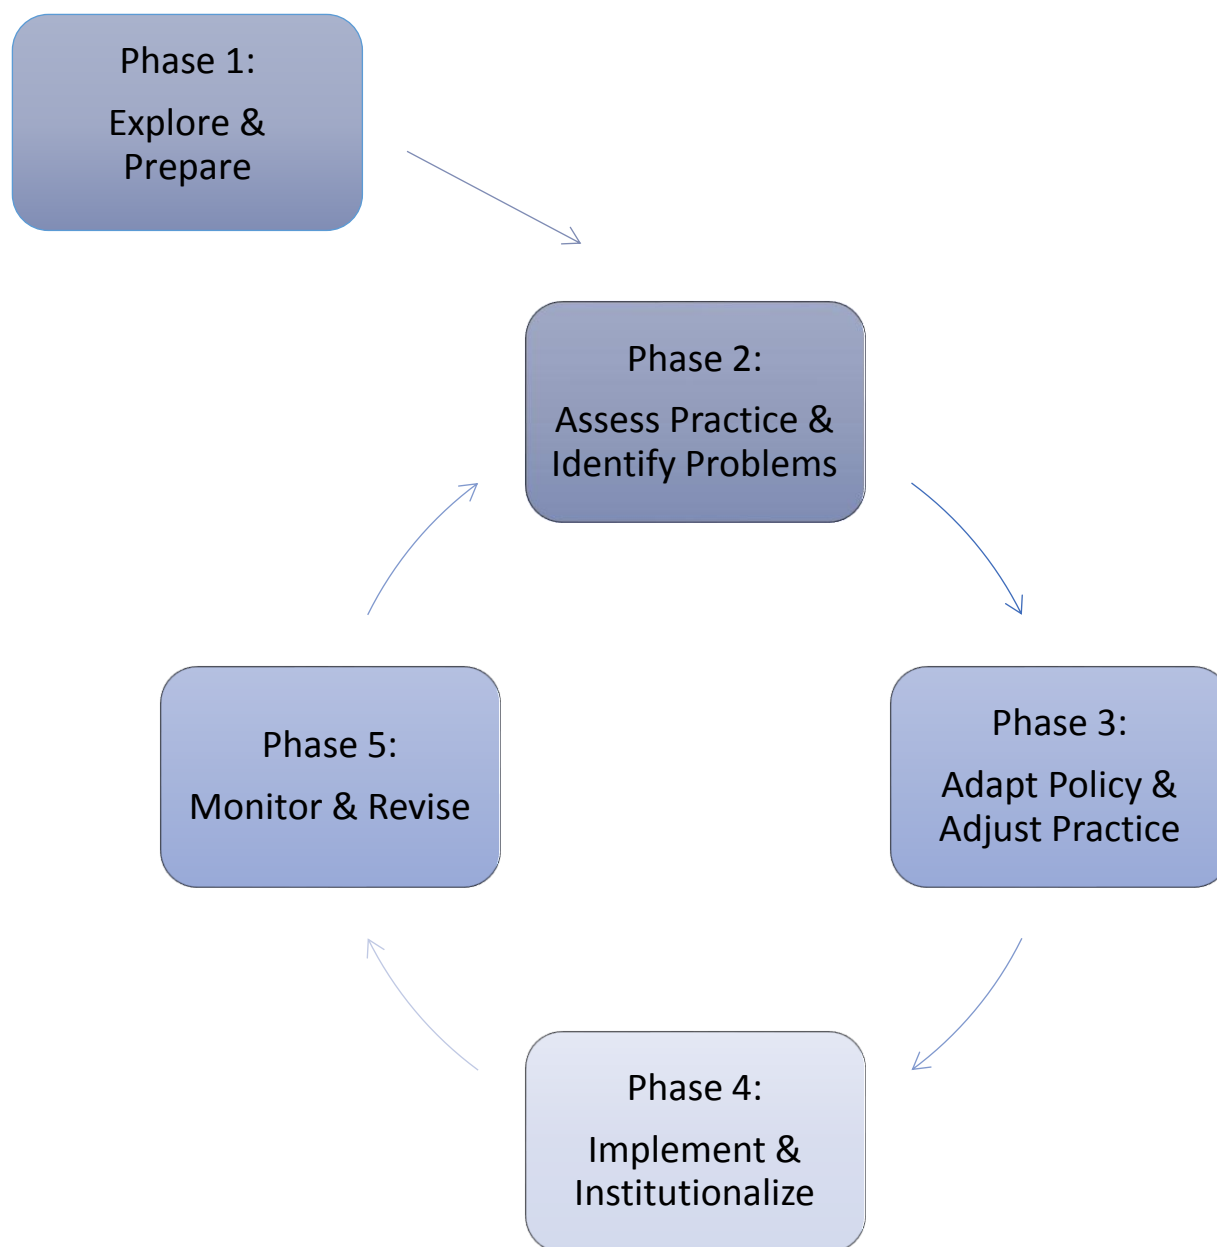 Phase 1:
Explore &
Prepare
Phase 2:
Assess Practice &
Identify Problems
Phase 3:
Adapt Policy &
Adjust Practice
Phase 4:
Implement &
Institutionalize
Phase 5:
Monitor & Revise